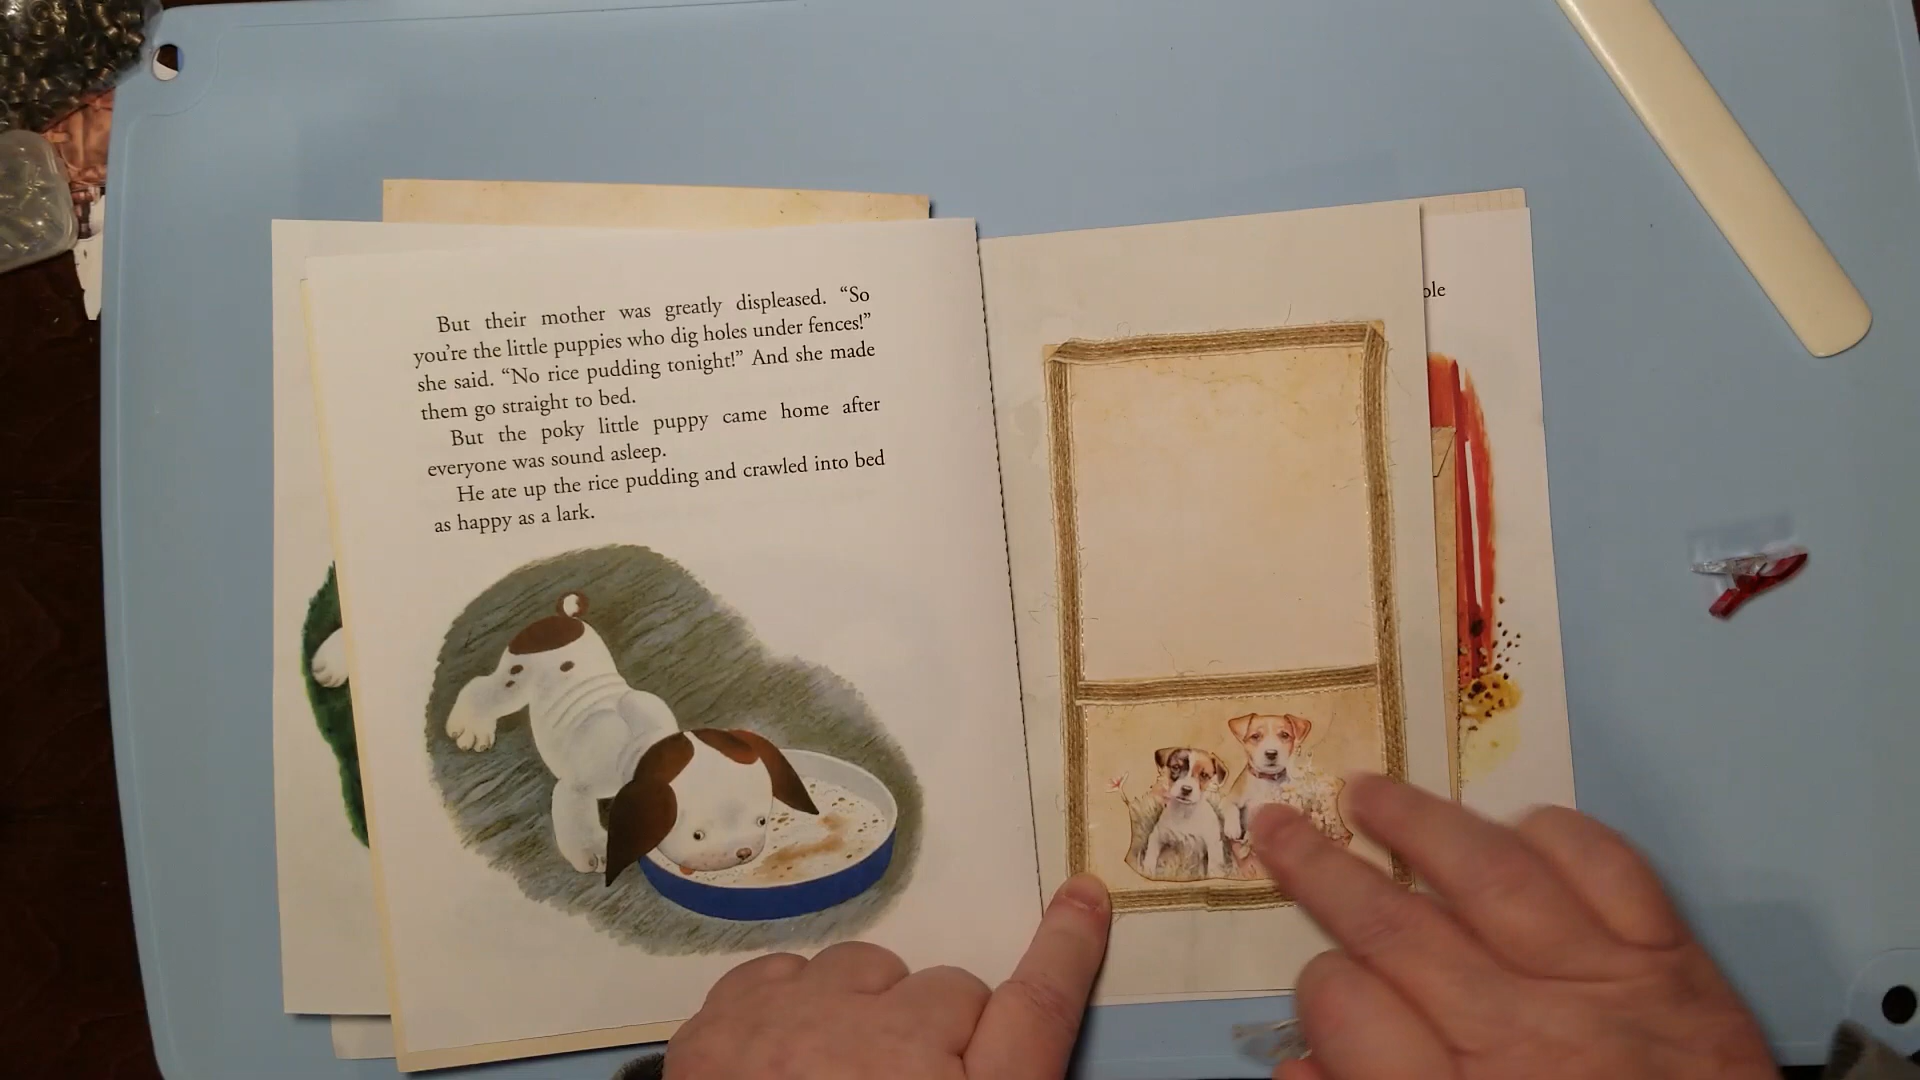 But their mother was greatly displeased. “So
you’re the little puppies who dig holes under fences!”
she said. “No rice pudding tonight!” And she made
them go straight to bed.
But the poky little puppy came home after
everyone was sound asleep.
He ate up the rice pudding and crawled into bed
as happy as a lark.